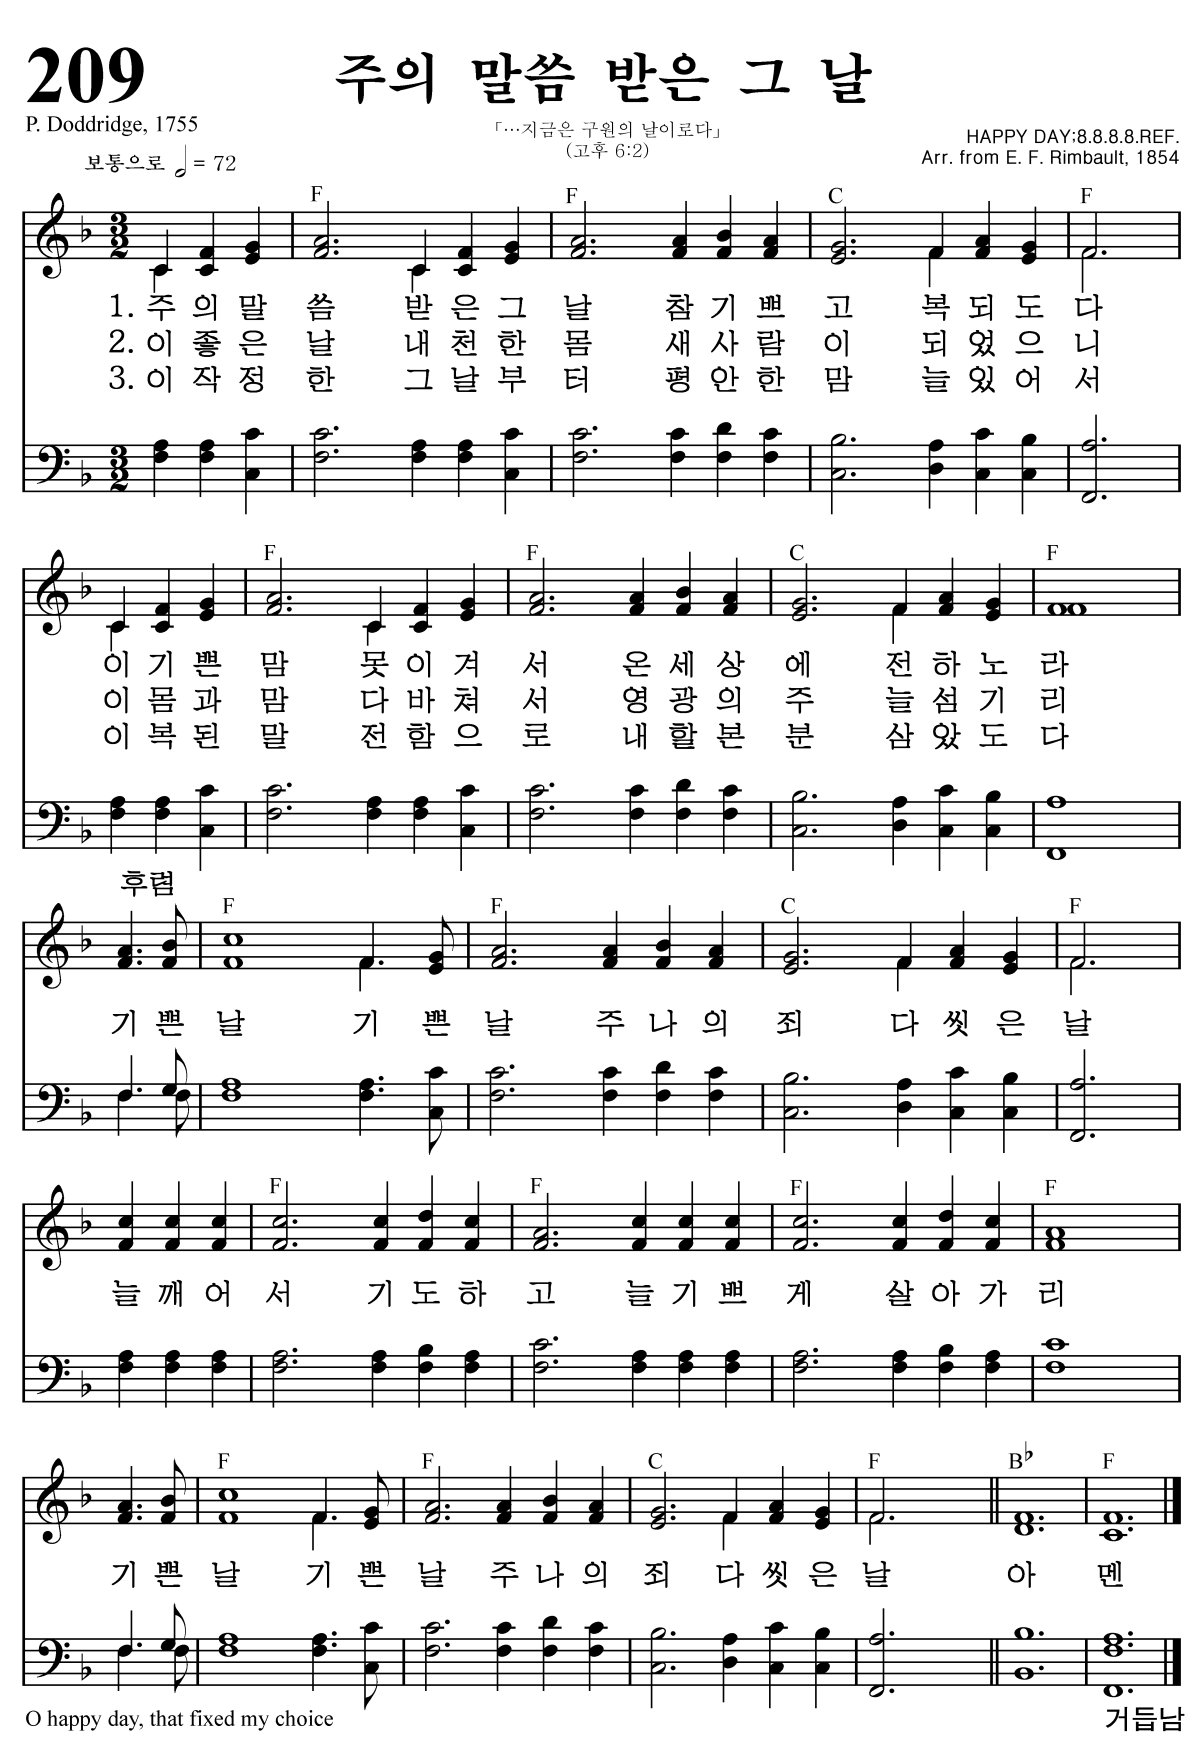 209
주의 말씀 받은 그 날
P. Doddridge, 1755
「…지금은 구원의 날이로다」
(고후 6:2)
HAPPY DAY;8.8.8.8.REF.
Arr. from E. F. Rimbault, 1854
보통으로 𝅗𝅥 = 72
F F C F
1. 주 의 말 씀 받 은 그 날 참 기 쁘 고 복 되 도 다
2. 이 좋 은 날 내 천 한 몸 새 사 람 이 되 었 으 니
3. 이 작 정 한 그 날 부 터 평 안 한 맘 늘 있 어 서
F F C F
이 기 쁜 맘 못 이 겨 서 온 세 상 에 전 하 노 라
이 몸 과 맘 다 바 쳐 서 영 광 의 주 늘 섬 기 리
이 복 된 말 전 함 으 로 내 할 본 분 삼 았 도 다
후렴
F F C F
기 쁜 날 기 쁜 날 주 나 의 죄 다 씻 은 날
F F F F
늘 깨 어 서 기 도 하 고 늘 기 쁘 게 살 아 가 리
F F C F B♭ F
기 쁜 날 기 쁜 날 주 나 의 죄 다 씻 은 날 아 멘
O happy day, that fixed my choice
거듭남